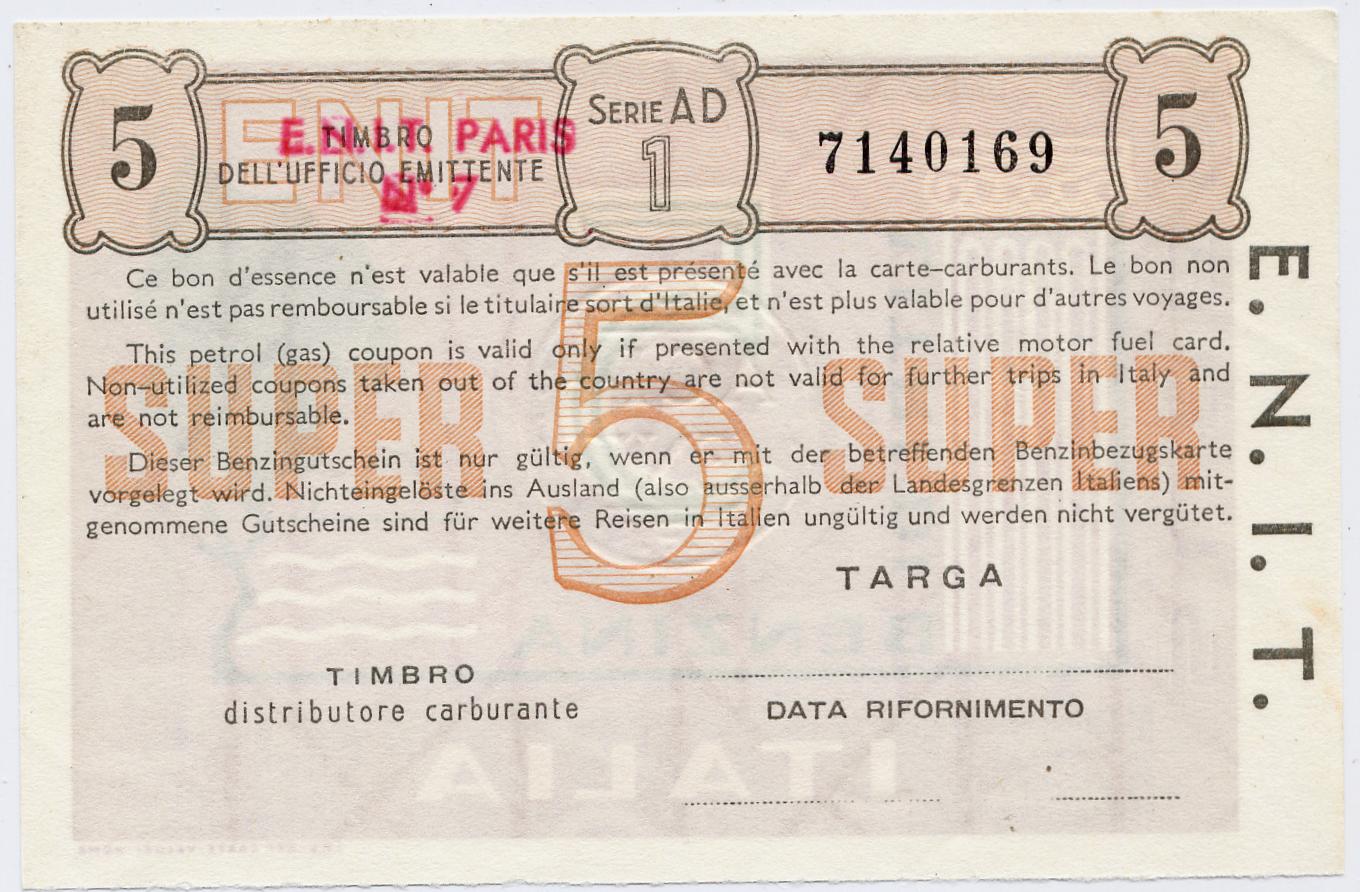 5
ENIT
TIMBRO
DELL'UFFICIO EMITTENTE
E.N.I.T PARIS
N° 7
SERIE AD
1
7140169
5
Ce bon d'essence n'est valable que s'il est présenté avec la carte–carburants. Le bon non
utilisé n'est pas remboursable si le titulaire sort d'Italie, et n'est plus valable pour d'autres voyages.
This petrol (gas) coupon is valid only if presented with the relative motor fuel card.
Non–utilized coupons taken out of the country are not valid for further trips in Italy and
are not reimbursable.
Dieser Benzingutschein ist nur gültig, wenn er mit der betreffenden Benzinbezugskarte
vorgelegt wird. Nichteingelöste ins Ausland (also ausserhalb der Landesgrenzen Italiens) mit-
genommene Gutscheine sind für weitere Reisen in Italien ungültig und werden nicht vergütet.
SUPER 5 SUPER
TARGA
TIMBRO
distributore carburante
DATA RIFORNIMENTO
BENZINA
ITALIA
E.N.I.T.